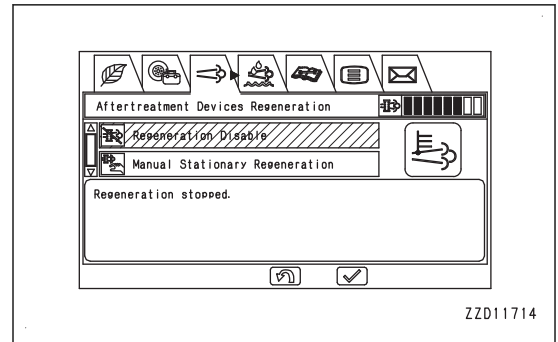 Aftertreatment Devices Regeneration
Regeneration Disable
Manual Stationary Regeneration
Regeneration stopped.
ZZD11714